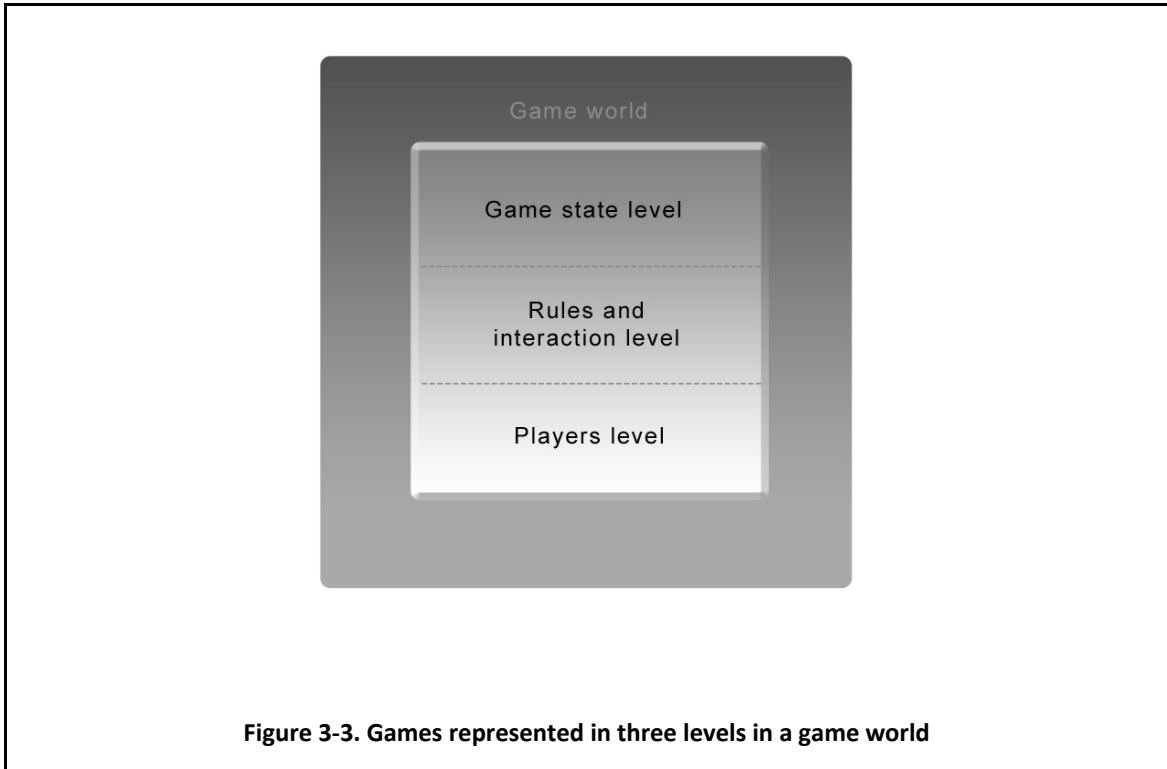 Game world
Game state level
Rules and
interaction level
Players level
Figure 3-3. Games represented in three levels in a game world